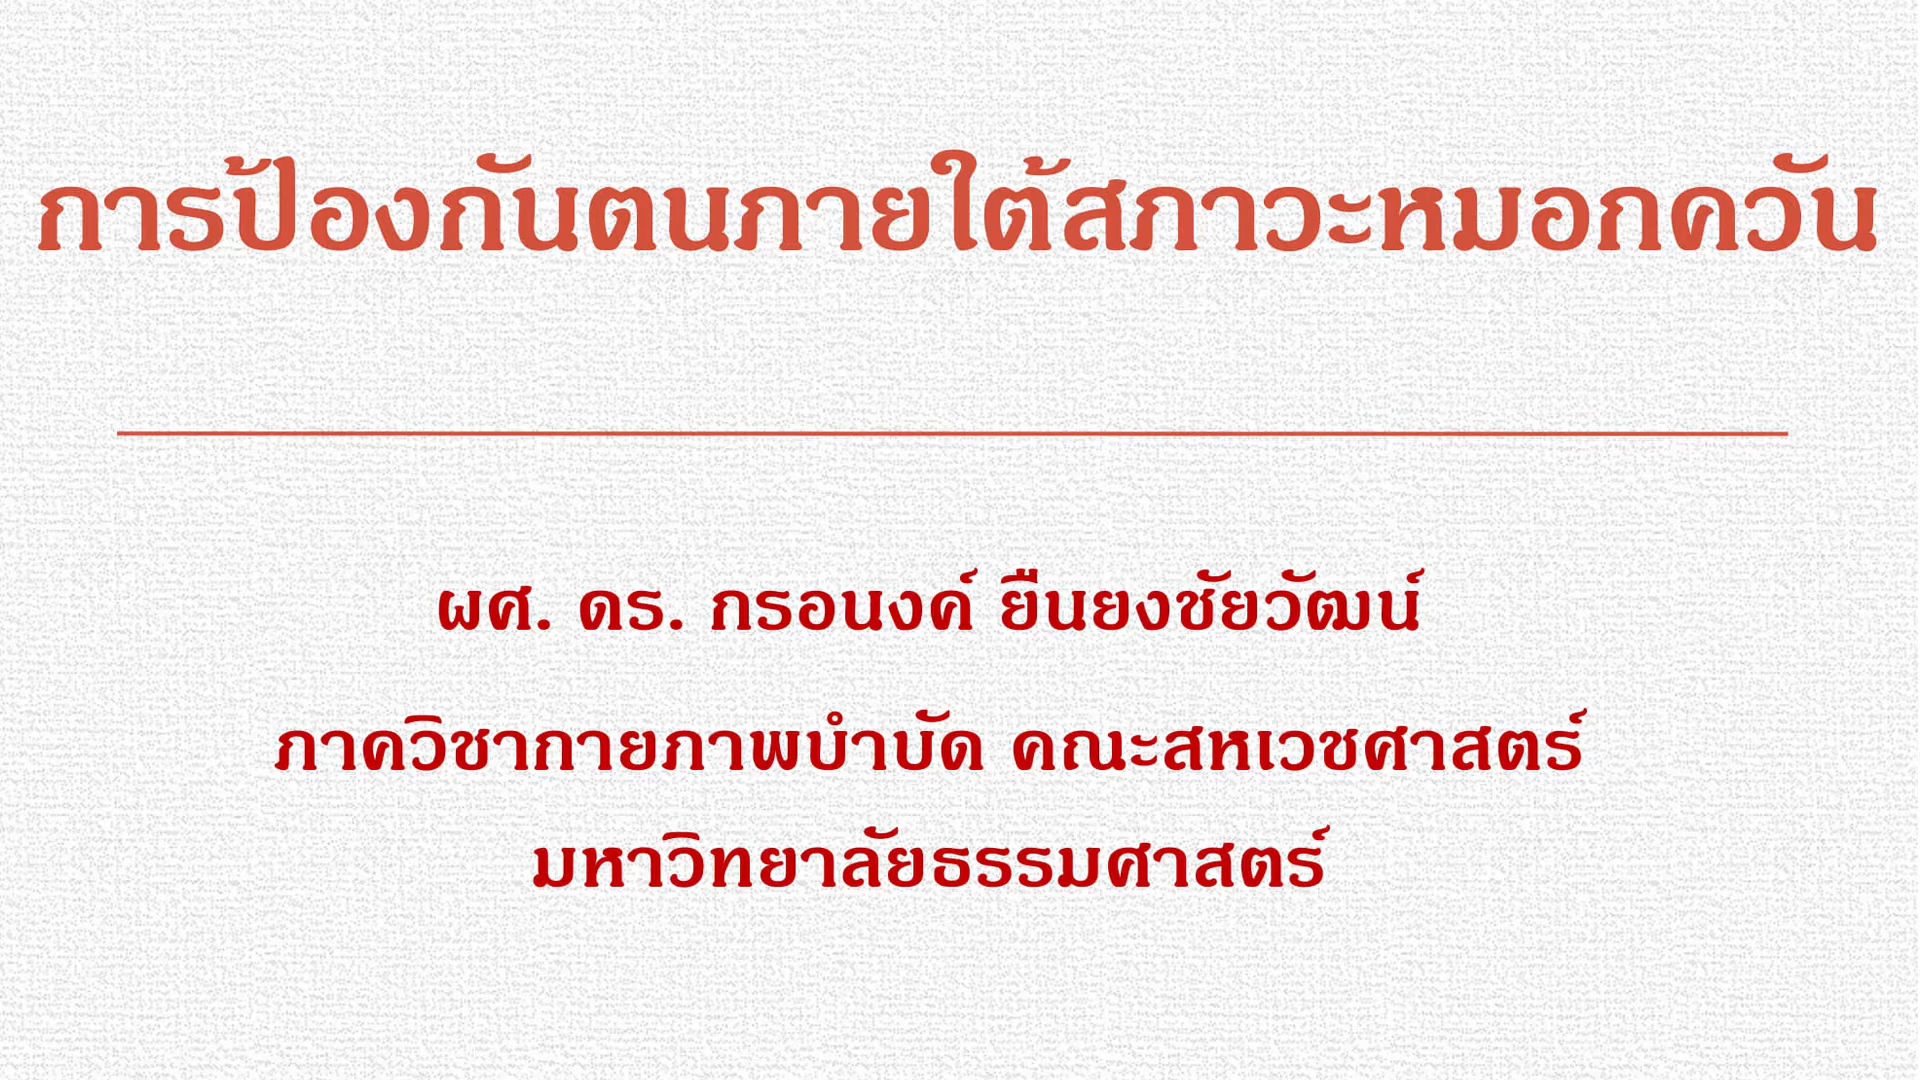 การป้องกันตนภายใต้สภาวะหมอกควัน
ผศ. ดร. กรอนงค์ ยืนยงชัยวัฒน์
ภาควิชากายภาพบำบัด คณะสหเวชศาสตร์
มหาวิทยาลัยธรรมศาสตร์